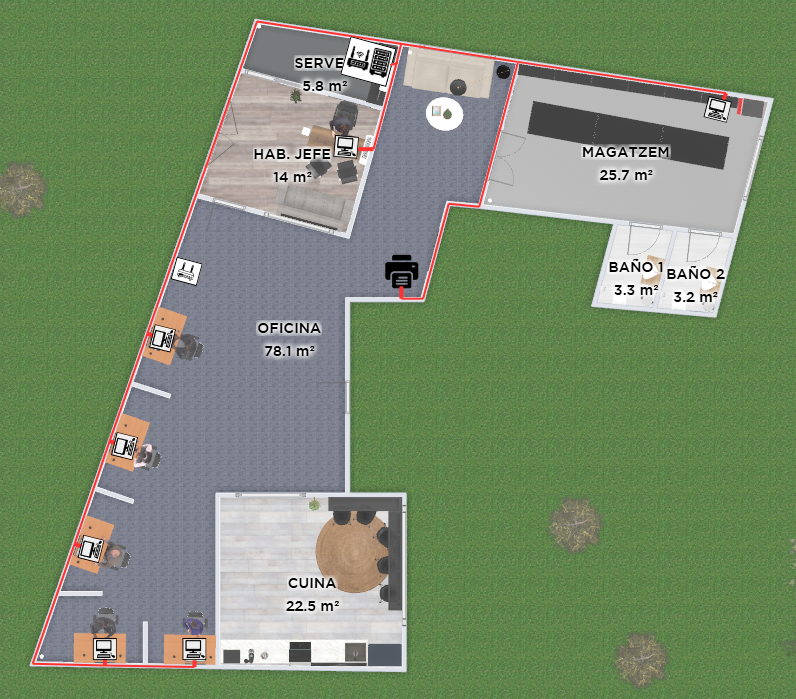 SERVE
5.8 m²
HAB. JEFE
14 m²
MAGATZEM
25.7 m²
BAÑO 1
3.3 m²
BAÑO 2
3.2 m²
OFICINA
78.1 m²
CUINA
22.5 m²